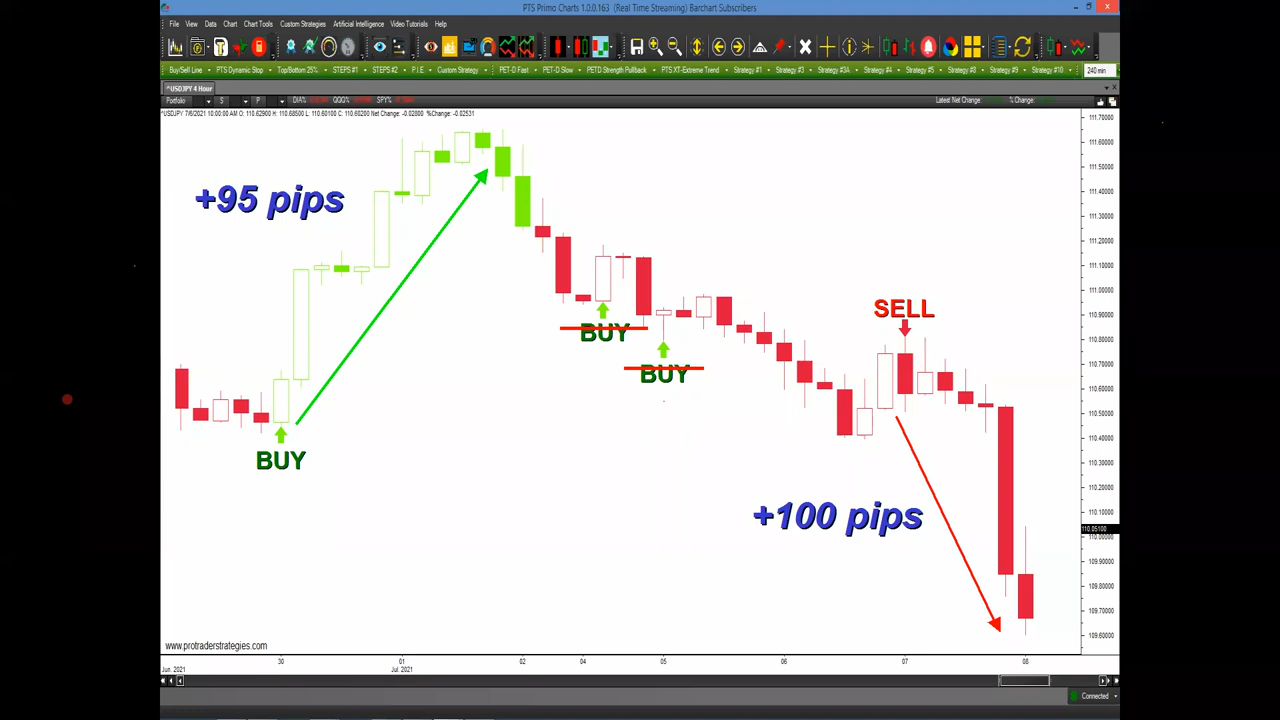 PTS Primo Charts 1.0.0.163 (Real Time Streaming) Barchart Subscribers
File View Data Chart Chart Tools Custom Strategies Artificial Intelligence Video Tutorials Help
Buy/Sell Line PTS Dynamic Stop Top/Bottom 25% STEPS #1 STEPS #2 P.I.E. Custom Strategy PET-D Fast PET-D Slow PETD Strength Pullback PTS XT-Extreme Trend Strategy #1 Strategy #3 Strategy #3A Strategy #4 Strategy #5 Strategy #8 Strategy #9 Strategy #10 240 min
^USDJPY 4 Hour
Portfolio S P DIA% QQQ% SPY% Latest Net Change: % Change:
^USDJPY 7/6/2021 10:00:00 AM O: 110.62900 H: 110.68500 L: 110.60100 C: 110.60200 Net Change: -0.02800 %Change: -0.02531
111.70000
111.60000
111.50000
111.40000
111.30000
111.20000
111.10000
111.00000
110.90000
110.80000
110.70000
110.60000
110.50000
110.40000
110.30000
110.20000
110.10000
110.05100
110.00000
109.90000
109.80000
109.70000
109.60000
+95 pips
SELL
BUY
BUY
BUY
+100 pips
www.protraderstrategies.com
30 01 02 04 05 06 07 08
Jun. 2021 Jul. 2021
Connected